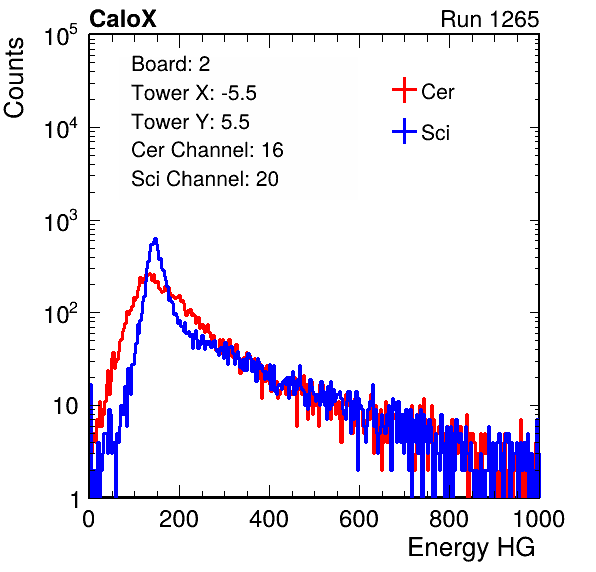 CaloX Run 1265
Counts
10^5
10^4
10^3
10^2
10
1
Board: 2
Tower X: -5.5
Tower Y: 5.5
Cer Channel: 16
Sci Channel: 20
Cer
Sci
0 200 400 600 800 1000
Energy HG